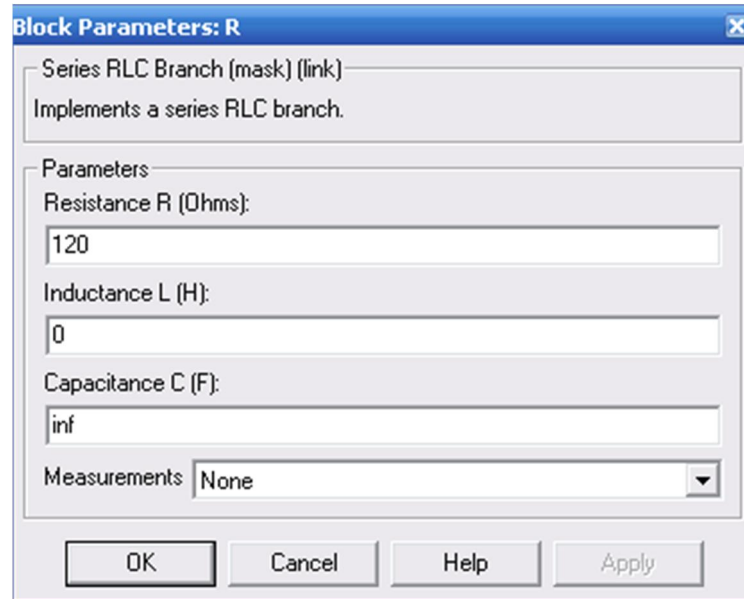 Block Parameters: R
Series RLC Branch (mask) (link)
Implements a series RLC branch.
Parameters
Resistance R (Ohms):
120
Inductance L (H):
0
Capacitance C (F):
inf
Measurements None
OK Cancel Help Apply